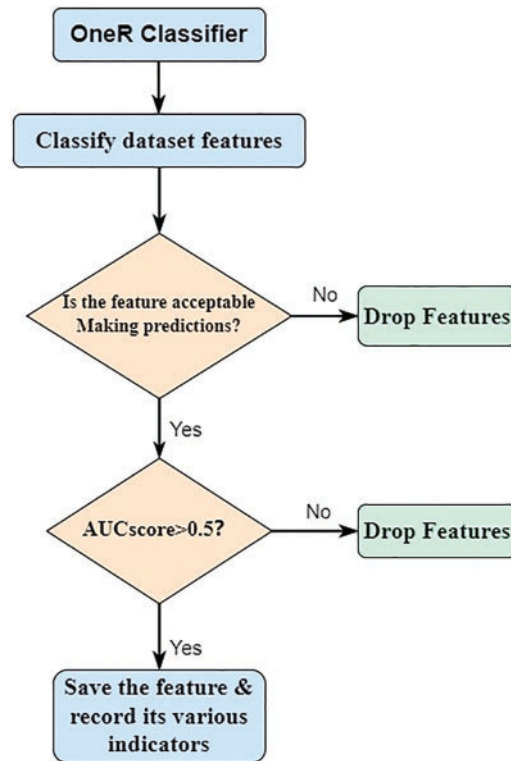 OneR Classifier
Classify dataset features
Is the feature acceptable
Making predictions?
No
Drop Features
Yes
AUCscore>0.5?
No
Drop Features
Yes
Save the feature &
record its various
indicators